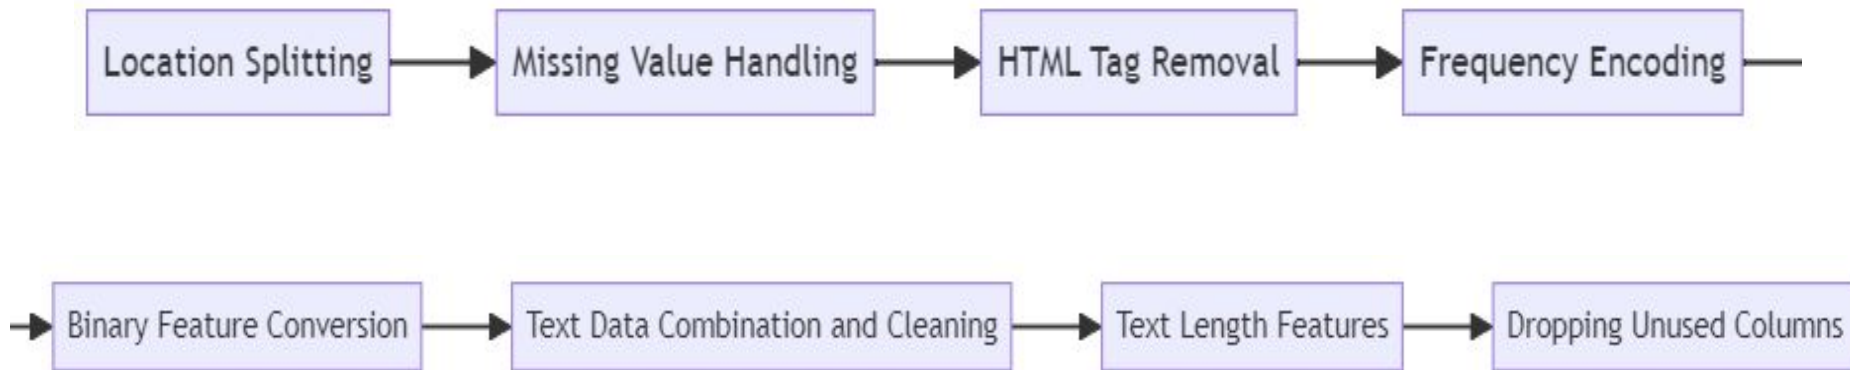 Location Splitting
Missing Value Handling
HTML Tag Removal
Frequency Encoding
Binary Feature Conversion
Text Data Combination and Cleaning
Text Length Features
Dropping Unused Columns